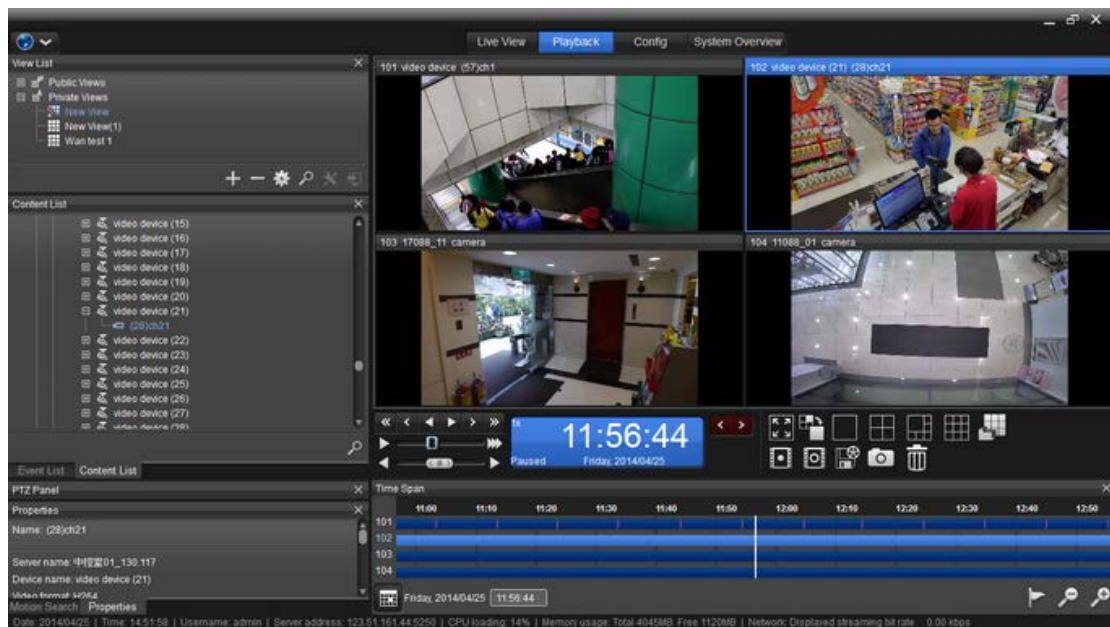 Live View Playback Config System Overview
View List
Public Views
Private Views
New View
New View(1)
Wan test 1
101 video device (57)ch1
102 video device (21) (28)ch21
103 17088_11 camera
104 11088_01 camera
Content List
video device (15)
video device (16)
video device (17)
video device (18)
video device (19)
video device (20)
video device (21)
(28)ch21
video device (22)
video device (23)
video device (24)
video device (25)
video device (26)
video device (27)
video device (28)
Event List Content List
1x
11:56:44
Paused Friday, 2014/04/25
PTZ Panel
Properties
Name: (28)ch21
Server name: 中控室01_130.117
Device name: video device (21)
Video format: H264
Motion Search Properties
Time Span
11:00 11:10 11:20 11:30 11:40 11:50 12:00 12:10 12:20 12:30 12:40 12:50
101
102
103
104
Friday, 2014/04/25 11:56:44
Date: 2014/04/25 | Time: 14:51:58 | Username: admin | Server address: 123.51.161.44:5250 | CPU loading: 14% | Memory usage: Total 4045MB Free 1120MB | Network: Displayed streaming bit rate 0.00 kbps